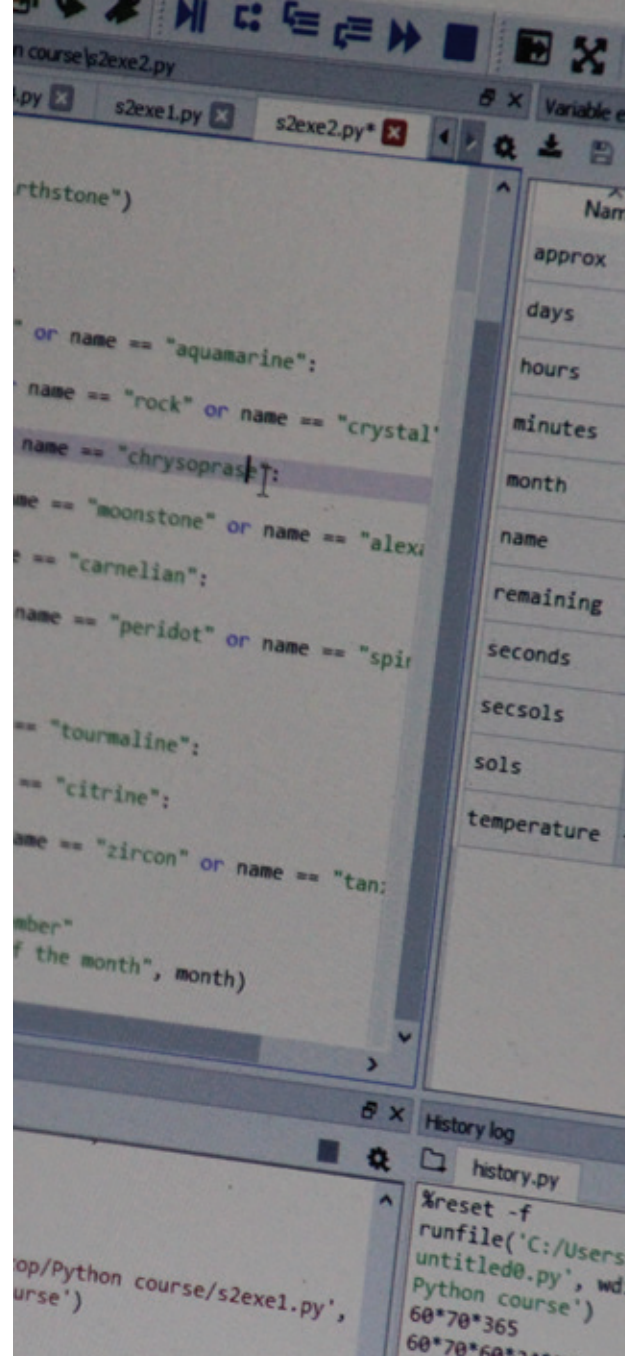 n course\s2exe2.py
.py
s2exe1.py
s2exe2.py*
rthstone")
" or name == "aquamarine":
name == "rock" or name == "crystal'
name == "chrysoprase":
me == "moonstone" or name == "alexa
e == "carnelian":
name == "peridot" or name == "spin
== "tourmaline":
== "citrine":
ame == "zircon" or name == "tanz
mber"
f the month", month)
Variable e
Nam
approx
days
hours
minutes
month
name
remaining
seconds
secsols
sols
temperature
op/Python course/s2exe1.py',
urse')
History log
history.py
%reset -f
runfile('C:/Users
untitled0.py', wd
Python course')
60*70*365
60*70*60*